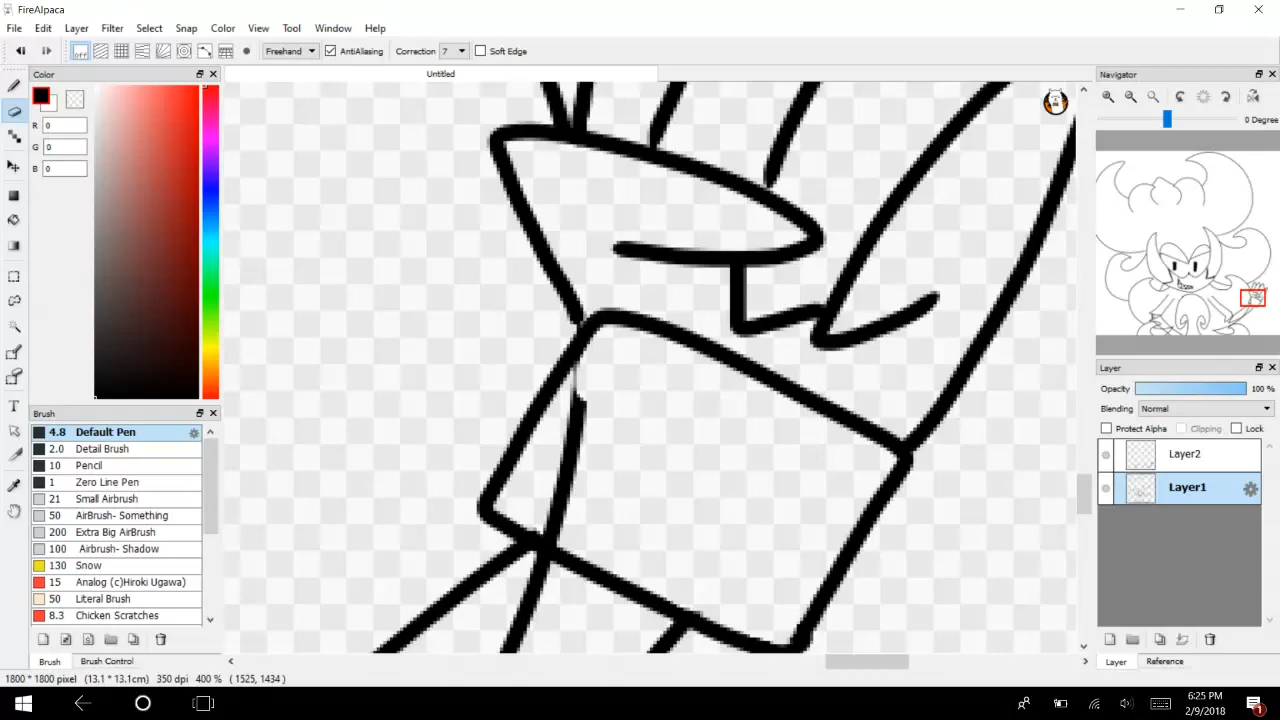 FireAlpaca
File Edit Layer Filter Select Snap Color View Tool Window Help
off Freehand AntiAliasing Correction 7 Soft Edge
Color
Untitled
Navigator
R 0
G 0
B 0
0 Degree
Brush
4.8 Default Pen
2.0 Detail Brush
10 Pencil
1 Zero Line Pen
21 Small Airbrush
50 AirBrush- Something
200 Extra Big AirBrush
100 Airbrush- Shadow
130 Snow
15 Analog (c)Hiroki Ugawa)
50 Literal Brush
8.3 Chicken Scratches
Brush Brush Control
Layer
Opacity 100 %
Blending Normal
Protect Alpha Clipping Lock
Layer2
Layer1
Layer Reference
1800 * 1800 pixel (13.1 * 13.1cm) 350 dpi 400 % ( 1525, 1434 )
6:25 PM
2/9/2018
1